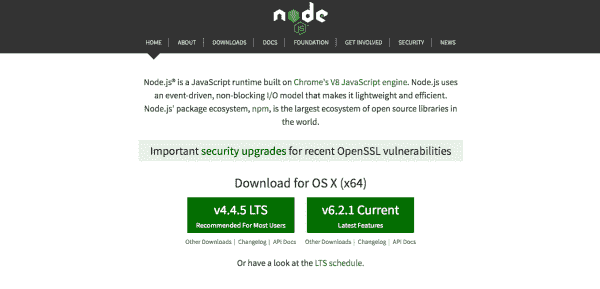 node
JS
HOME | ABOUT | DOWNLOADS | DOCS | FOUNDATION | GET INVOLVED | SECURITY | NEWS
Node.js® is a JavaScript runtime built on Chrome's V8 JavaScript engine. Node.js uses
an event-driven, non-blocking I/O model that makes it lightweight and efficient.
Node.js' package ecosystem, npm, is the largest ecosystem of open source libraries in
the world.
Important security upgrades for recent OpenSSL vulnerabilities
Download for OS X (x64)
v4.4.5 LTS
Recommended For Most Users
Other Downloads | Changelog | API Docs
v6.2.1 Current
Latest Features
Other Downloads | Changelog | API Docs
Or have a look at the LTS schedule.